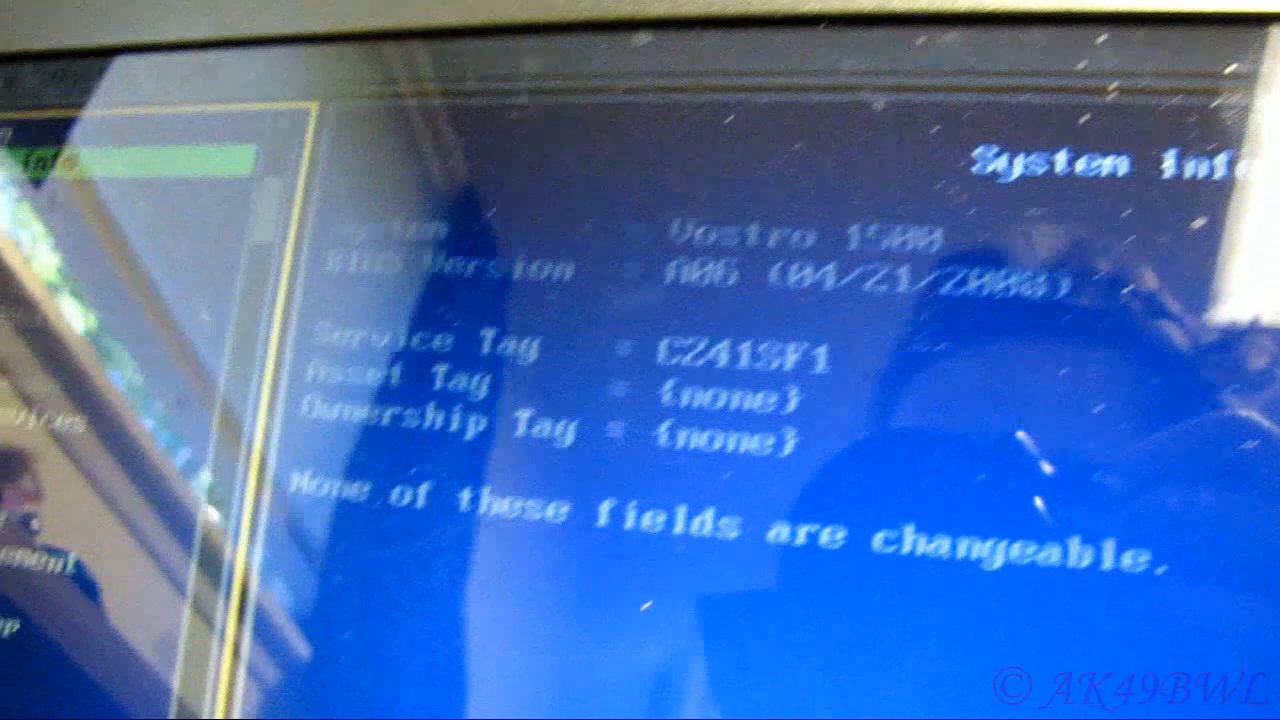 System Info
System = Vostro 1500
BIOS Version = A06 (04/21/2008)
Service Tag = CZ41SF1
Asset Tag = {none}
Ownership Tag = {none}
None of these fields are changeable.
© AK49BWL